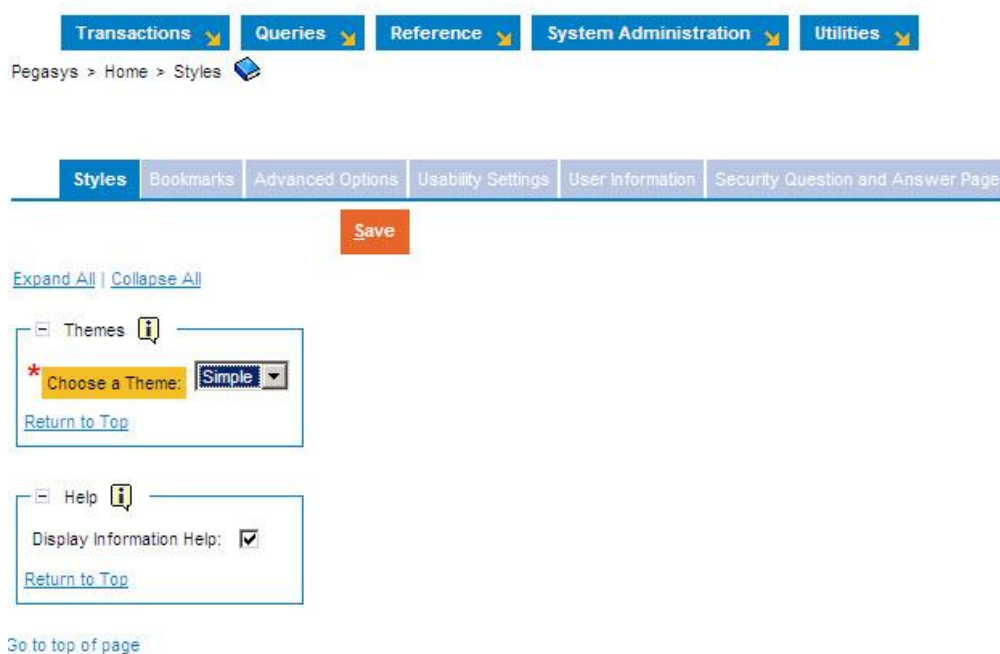 Transactions Queries Reference System Administration Utilities
Pegasys > Home > Styles
Styles Bookmarks Advanced Options Usability Settings User Information Security Question and Answer Page
Save
Expand All | Collapse All
Themes
* Choose a Theme: Simple
Return to Top
Help
Display Information Help:
Return to Top
Go to top of page